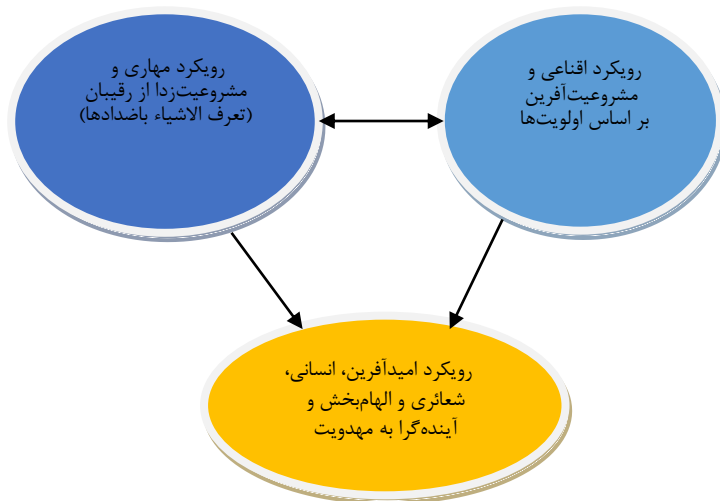 رویکرد اقناعی و
مشروعیت‌آفرین
بر اساس اولویت‌ها
رویکرد مهاری و
مشروعیت‌زدا از رقیبان
(تعرف الاشیاء باضدادها)
رویکرد امیدآفرین، انسانی،
شعائری و الهام‌بخش و
آینده‌گرا به مهدویت